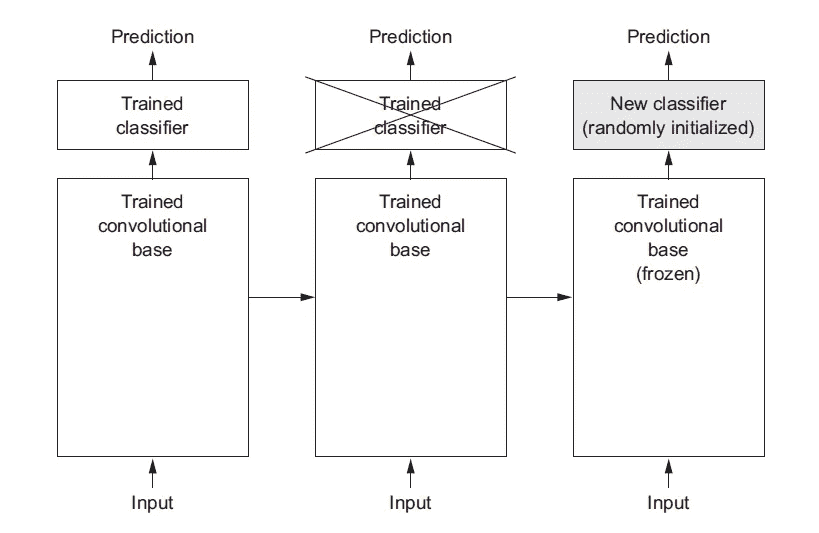 Prediction
Trained
classifier
Trained
convolutional
base
Input
Prediction
Trained
classifier
Trained
convolutional
base
Input
Prediction
New classifier
(randomly initialized)
Trained
convolutional
base
(frozen)
Input